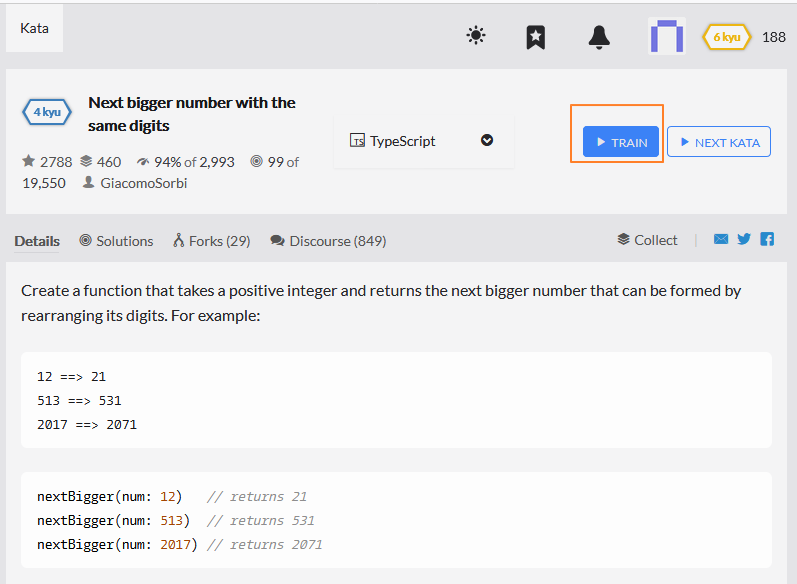 Kata
6 kyu 188
4 kyu
Next bigger number with the
same digits
TS TypeScript
TRAIN
NEXT KATA
2788 460 94% of 2,993 99 of
19,550 GiacomoSorbi
Details Solutions Forks (29) Discourse (849) Collect
Create a function that takes a positive integer and returns the next bigger number that can be formed by
rearranging its digits. For example:
12 ==> 21
513 ==> 531
2017 ==> 2071
nextBigger(num: 12) // returns 21
nextBigger(num: 513) // returns 531
nextBigger(num: 2017) // returns 2071